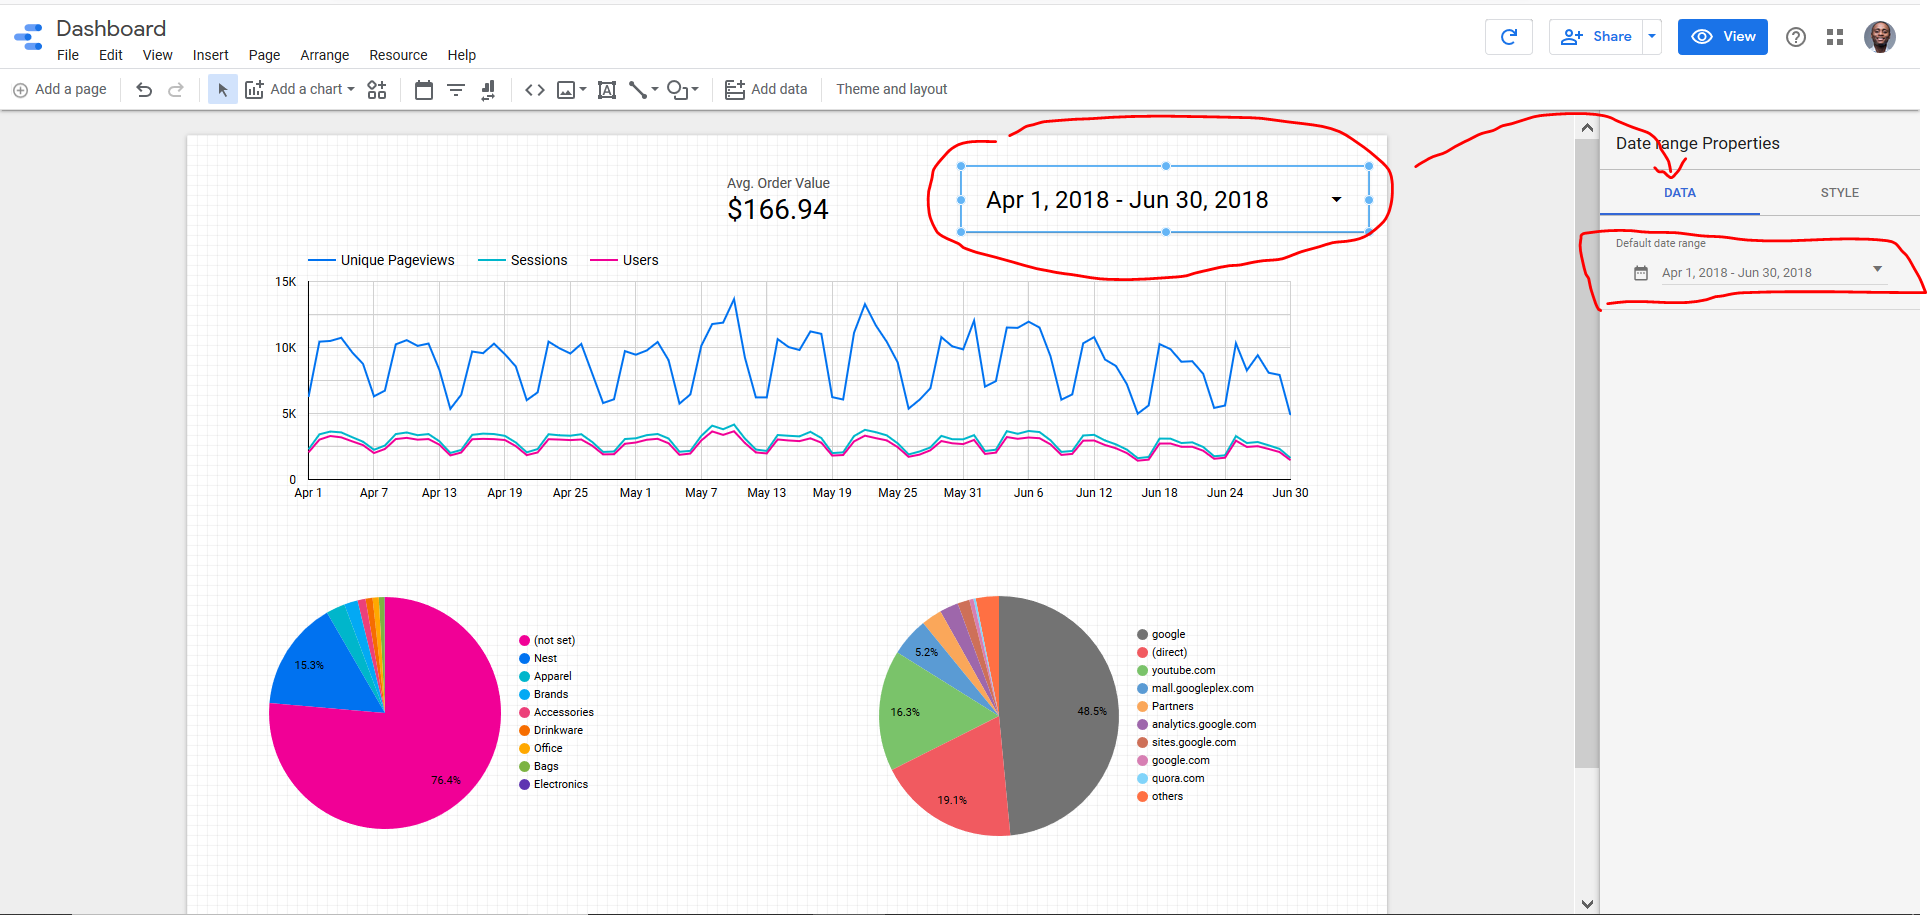 Dashboard
File Edit View Insert Page Arrange Resource Help
Share View
Add a page Add a chart Add data Theme and layout
Date range Properties
DATA STYLE
Default date range
Apr 1, 2018 - Jun 30, 2018
Avg. Order Value
$166.94
Apr 1, 2018 - Jun 30, 2018
Unique Pageviews Sessions Users
15K
10K
5K
0
Apr 1 Apr 7 Apr 13 Apr 19 Apr 25 May 1 May 7 May 13 May 19 May 25 May 31 Jun 6 Jun 12 Jun 18 Jun 24 Jun 30
15.3%
76.4%
(not set)
Nest
Apparel
Brands
Accessories
Drinkware
Office
Bags
Electronics
5.2%
16.3%
48.5%
19.1%
google
(direct)
youtube.com
mall.googleplex.com
Partners
analytics.google.com
sites.google.com
google.com
quora.com
others